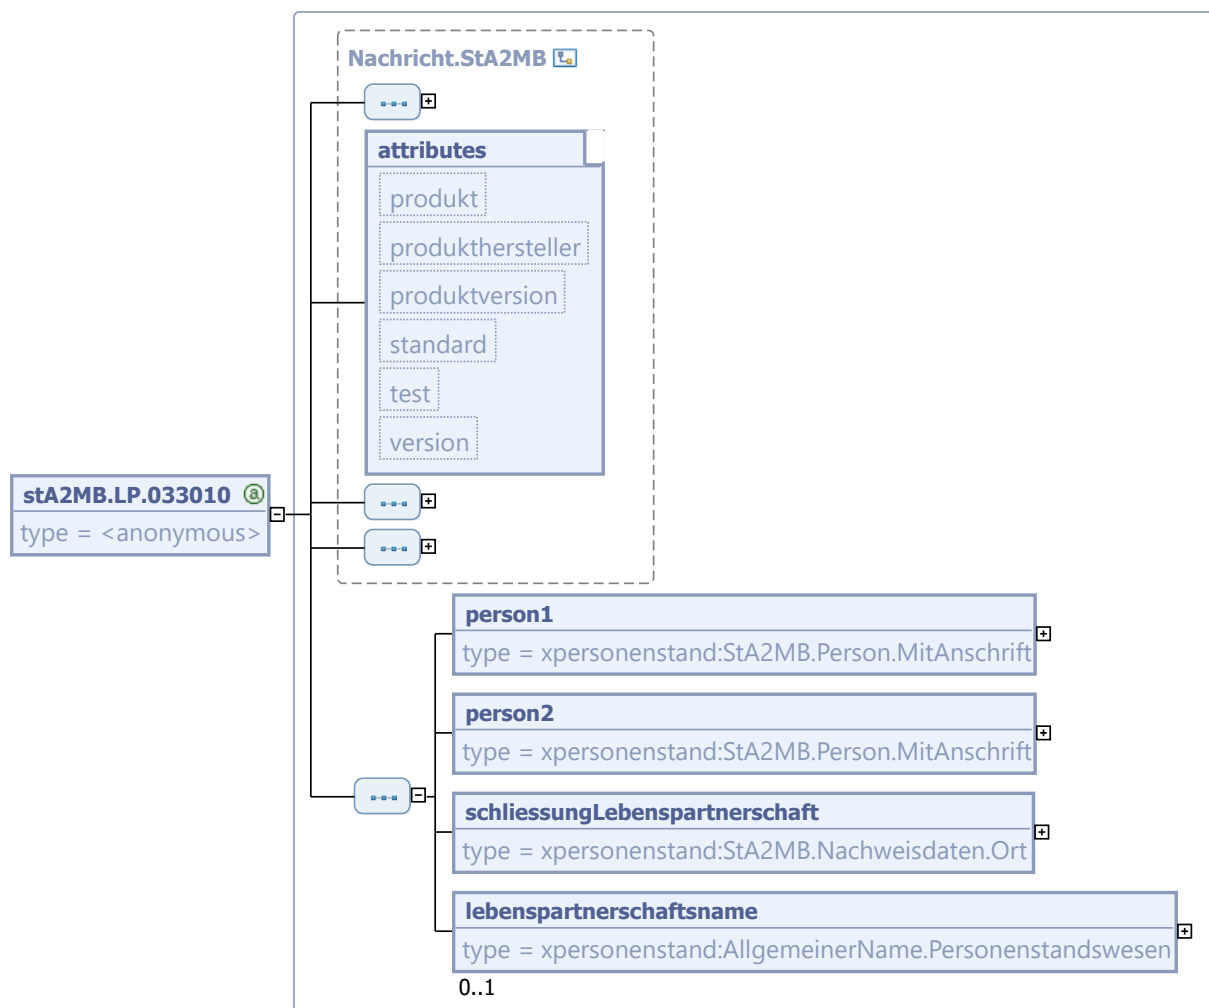 Nachricht.StA2MB
attributes
produkt
produkthersteller
produktversion
standard
test
version
stA2MB.LP.033010
type = <anonymous>
person1
type = xpersonenstand:StA2MB.Person.MitAnschrift
person2
type = xpersonenstand:StA2MB.Person.MitAnschrift
schliessungLebenspartnerschaft
type = xpersonenstand:StA2MB.Nachweisdaten.Ort
lebenspartnerschaftsname
type = xpersonenstand:AllgemeinerName.Personenstandswesen
0..1